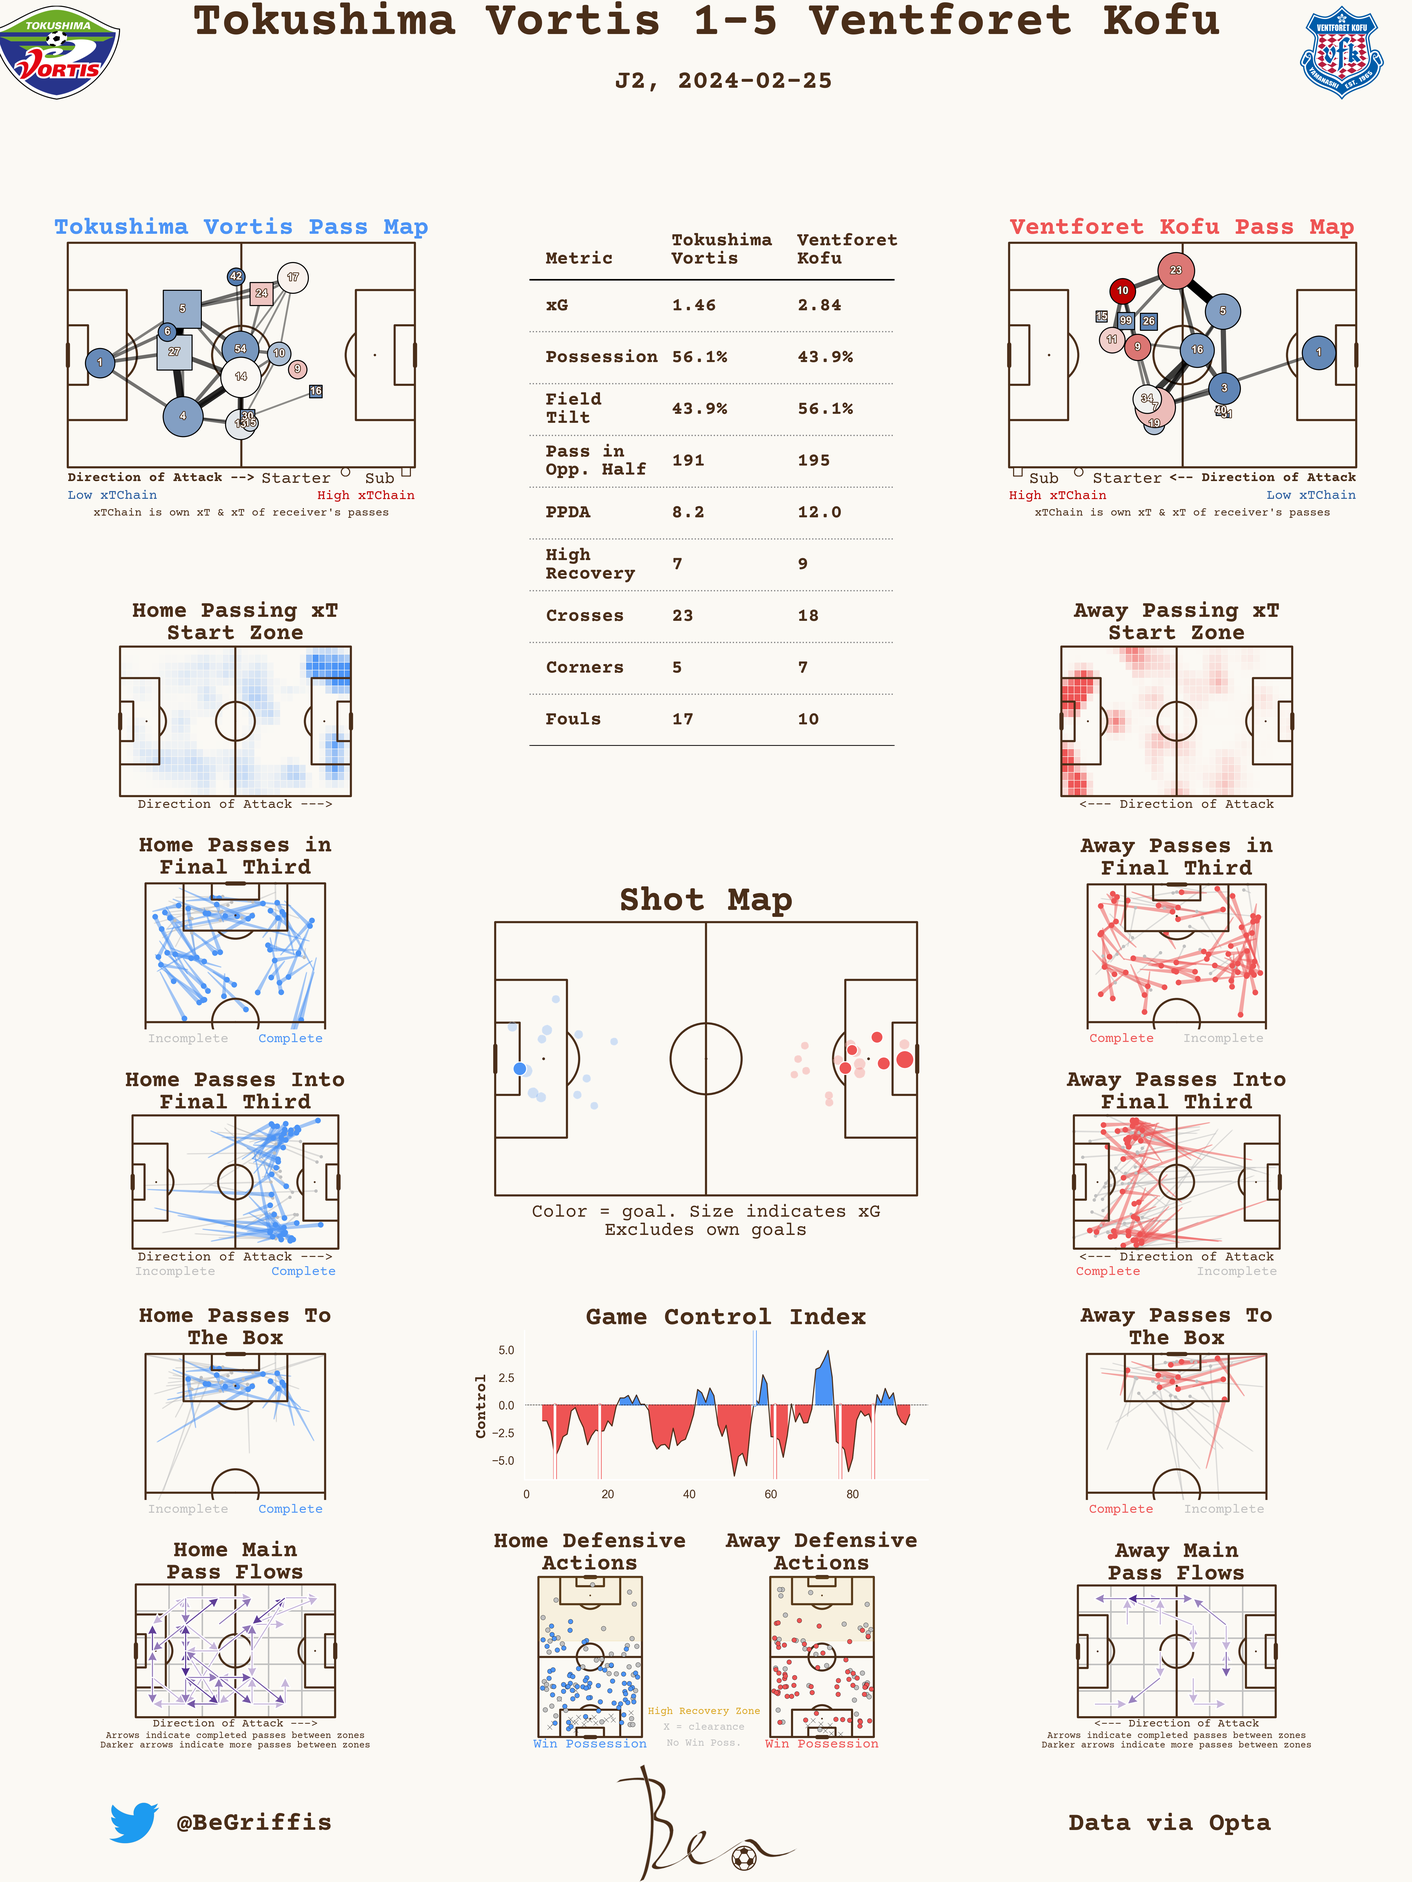 Tokushima Vortis 1-5 Ventforet Kofu
J2, 2024-02-25
TOKUSHIMA
VORTIS
VENTFORET KOFU
vfk
YAMANASHI EST. 1965
Tokushima Vortis Pass Map
42
17
24
5
6
27
54
10
1
14
9
16
4
30
13
15
Direction of Attack --> Starter Sub
Low xTChain High xTChain
xTChain is own xT & xT of receiver's passes
Metric
Tokushima Vortis
Ventforet Kofu
xG 1.46 2.84
Possession 56.1% 43.9%
Field Tilt 43.9% 56.1%
Pass in Opp. Half 191 195
PPDA 8.2 12.0
High Recovery 7 9
Crosses 23 18
Corners 5 7
Fouls 17 10
Ventforet Kofu Pass Map
23
10
15
99
26
5
11
9
16
1
3
34
7
19
40
Sub Starter <-- Direction of Attack
High xTChain Low xTChain
xTChain is own xT & xT of receiver's passes
Home Passing xT
Start Zone
Direction of Attack --->
Away Passing xT
Start Zone
<--- Direction of Attack
Home Passes in
Final Third
Incomplete Complete
Away Passes in
Final Third
Complete Incomplete
Shot Map
Color = goal. Size indicates xG
Excludes own goals
Home Passes Into
Final Third
Direction of Attack --->
Incomplete Complete
Away Passes Into
Final Third
<--- Direction of Attack
Complete Incomplete
Home Passes To
The Box
Incomplete Complete
Game Control Index
Control
5.0
2.5
0.0
−2.5
−5.0
0 20 40 60 80
Away Passes To
The Box
Complete Incomplete
Home Main
Pass Flows
Direction of Attack --->
Arrows indicate completed passes between zones
Darker arrows indicate more passes between zones
Home Defensive
Actions
Win Possession
Away Defensive
Actions
Win Possession
High Recovery Zone
X = clearance
No Win Poss.
Away Main
Pass Flows
<--- Direction of Attack
Arrows indicate completed passes between zones
Darker arrows indicate more passes between zones
@BeGriffis
Ben
Data via Opta